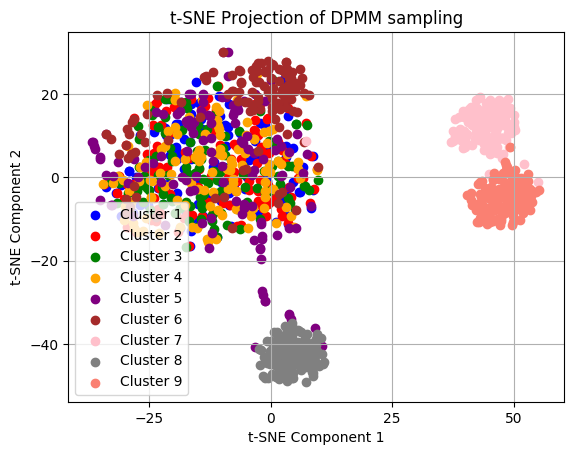 t-SNE Projection of DPMM sampling
t-SNE Component 2
20
0
−20
−40
Cluster 1
Cluster 2
Cluster 3
Cluster 4
Cluster 5
Cluster 6
Cluster 7
Cluster 8
Cluster 9
−25
0
25
50
t-SNE Component 1